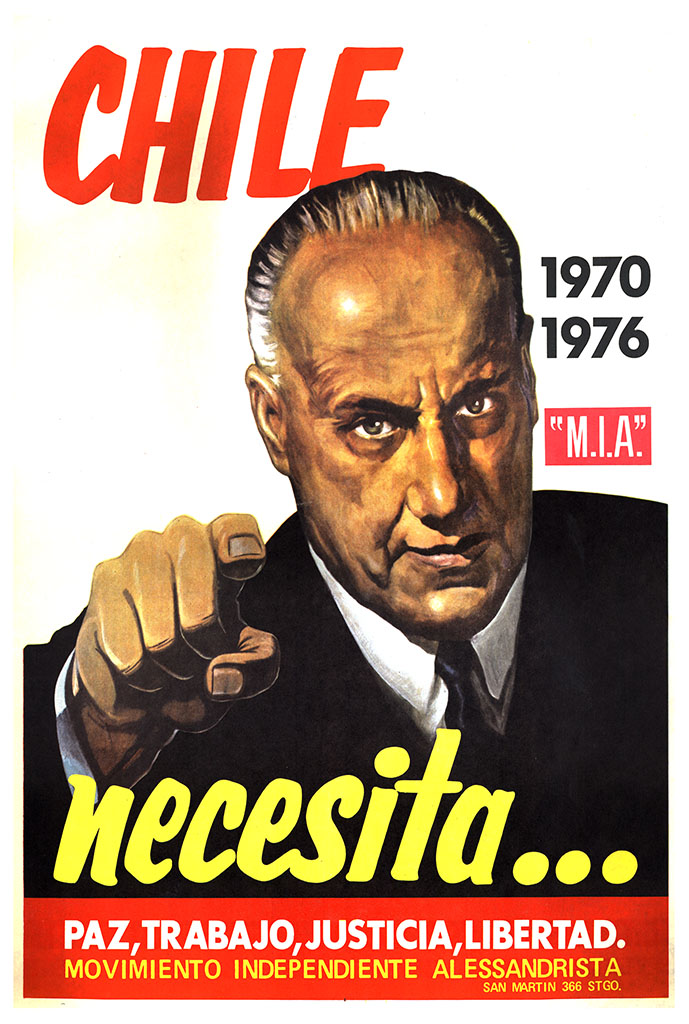 CHILE
1970
1976
"M.I.A."
necesita...
PAZ, TRABAJO, JUSTICIA, LIBERTAD.
MOVIMIENTO INDEPENDIENTE ALESSANDRISTA
SAN MARTIN 366 STGO.